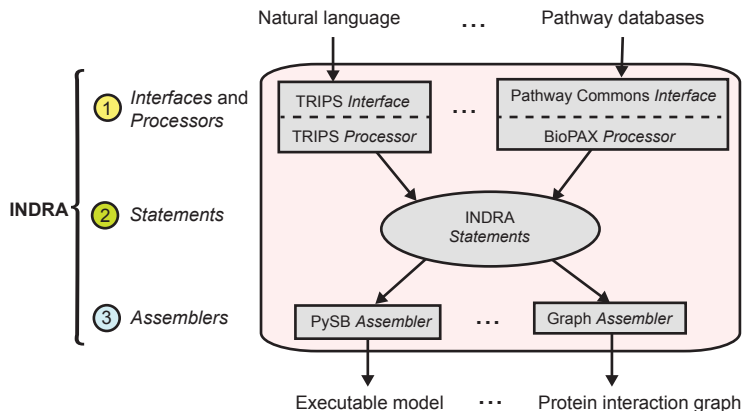 Natural language ... Pathway databases
1 Interfaces and
Processors
TRIPS Interface ... Pathway Commons Interface
TRIPS Processor BioPAX Processor
INDRA
2 Statements
INDRA
Statements
3 Assemblers
PySB Assembler ... Graph Assembler
Executable model ... Protein interaction graph